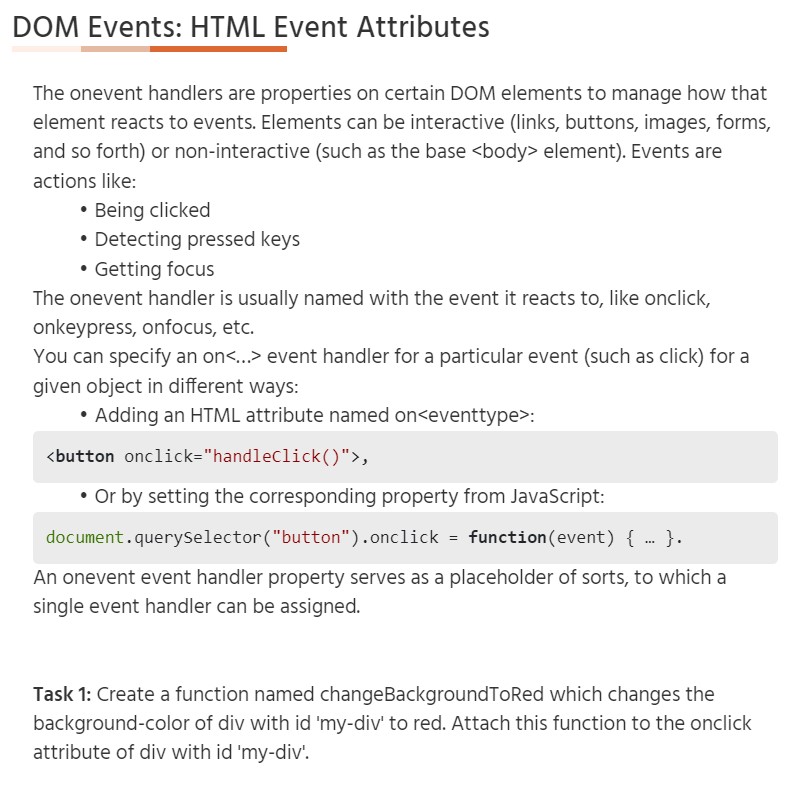 DOM Events: HTML Event Attributes
The onevent handlers are properties on certain DOM elements to manage how that
element reacts to events. Elements can be interactive (links, buttons, images, forms,
and so forth) or non-interactive (such as the base <body> element). Events are
actions like:
• Being clicked
• Detecting pressed keys
• Getting focus
The onevent handler is usually named with the event it reacts to, like onclick,
onkeypress, onfocus, etc.
You can specify an on<...> event handler for a particular event (such as click) for a
given object in different ways:
• Adding an HTML attribute named on<eventtype>:
<button onclick="handleClick()">,
• Or by setting the corresponding property from JavaScript:
document.querySelector("button").onclick = function(event) { … }.
An onevent event handler property serves as a placeholder of sorts, to which a
single event handler can be assigned.
Task 1: Create a function named changeBackgroundToRed which changes the
background-color of div with id 'my-div' to red. Attach this function to the onclick
attribute of div with id 'my-div'.